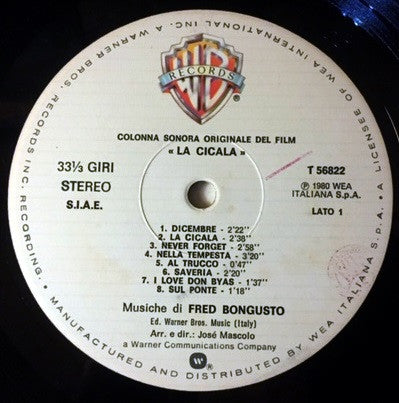 WB
RECORDS
COLONNA SONORA ORIGINALE DEL FILM
« LA CICALA »
33⅓ GIRI
STEREO
S.I.A.E.
T 56822
℗ 1980 WEA
ITALIANA S.p.A.
LATO 1
1. DICEMBRE - 2'22"
2. LA CICALA - 2'38"
3. NEVER FORGET - 2'58"
4. NELLA TEMPESTA - 3'20"
5. AL TRUCCO - 0'47"
6. SAVERIA - 2'20"
7. I LOVE DON BYAS - 1'37"
8. SUL PONTE - 1'18"
Musiche di FRED BONGUSTO
Ed. Warner Bros. Music (Italy)
Arr. e dir.: José Mascolo
a Warner Communications Company
MANUFACTURED AND DISTRIBUTED BY WEA ITALIANA S.p.A. A LICENSEE OF WEA INTERNATIONAL INC. A WARNER BROS. RECORDS INC. RECORDING.